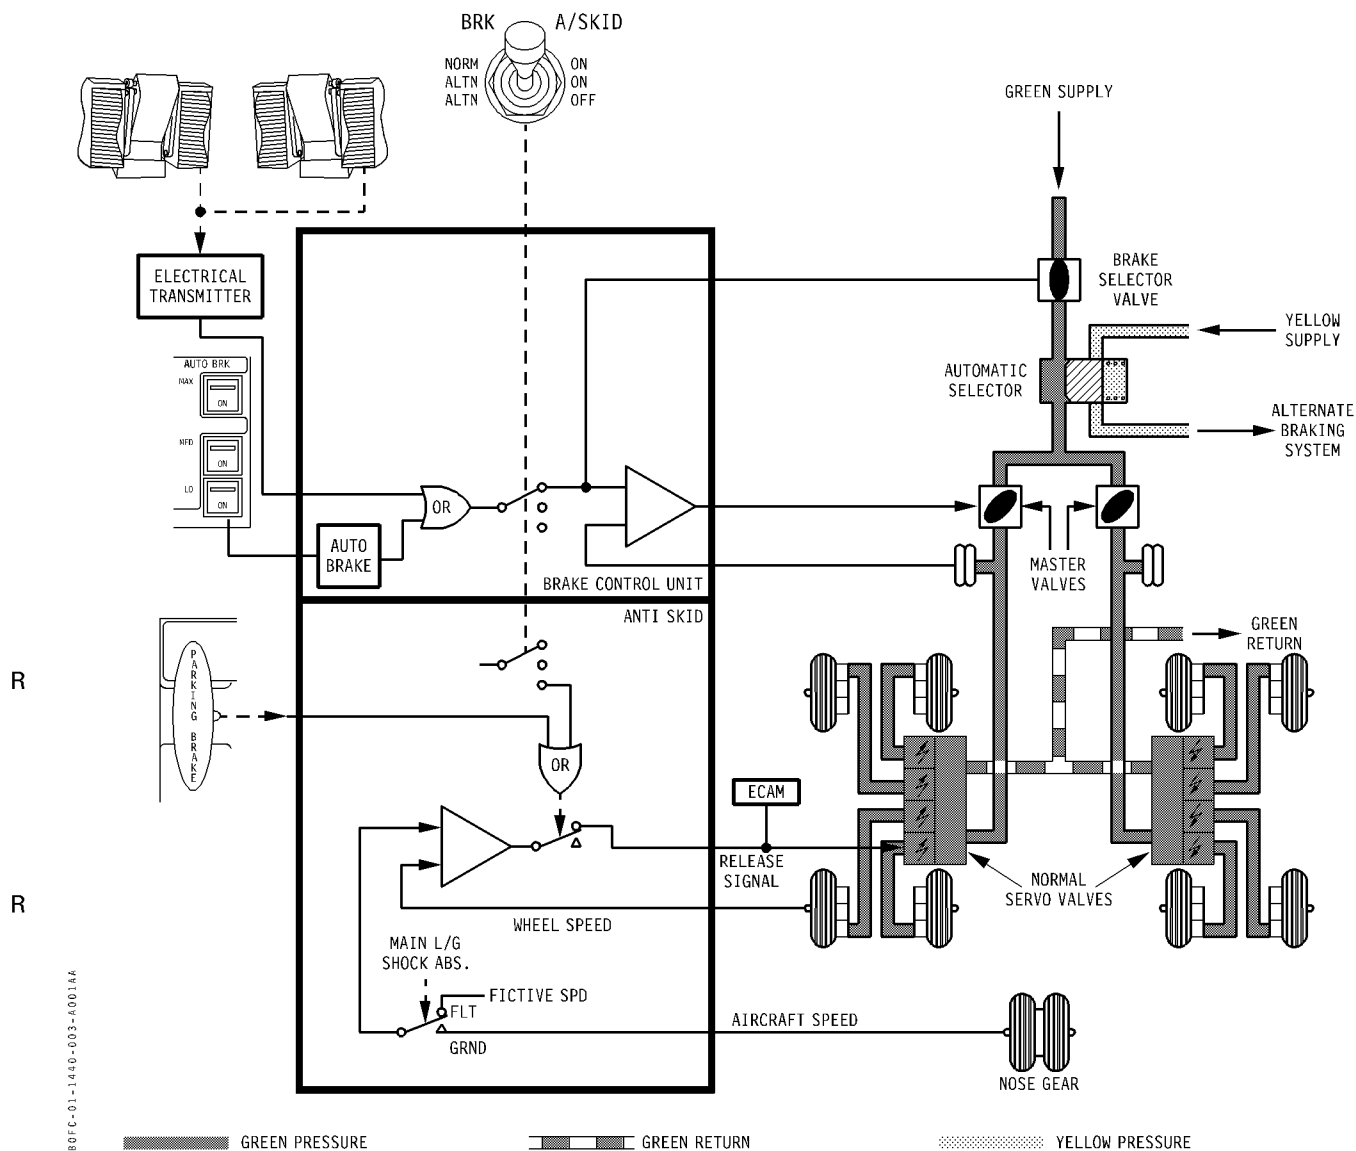 BRK A/SKID
NORM ON
ALTN ON
ALTN OFF
GREEN SUPPLY
BRAKE
SELECTOR
VALVE
ELECTRICAL
TRANSMITTER
YELLOW
SUPPLY
AUTO BRK
MAX
ON
MED
ON
LO
ON
AUTOMATIC
SELECTOR
ALTERNATE
BRAKING
SYSTEM
OR
AUTO
BRAKE
BRAKE CONTROL UNIT
MASTER
VALVES
ANTI SKID
GREEN
RETURN
R
PARKING BRAKE
OR
ECAM
RELEASE
SIGNAL
NORMAL
SERVO VALVES
R
WHEEL SPEED
MAIN L/G
SHOCK ABS.
FICTIVE SPD
FLT
GRND
AIRCRAFT SPEED
NOSE GEAR
B0FC-01-1440-003-A001AA
GREEN PRESSURE
GREEN RETURN
YELLOW PRESSURE